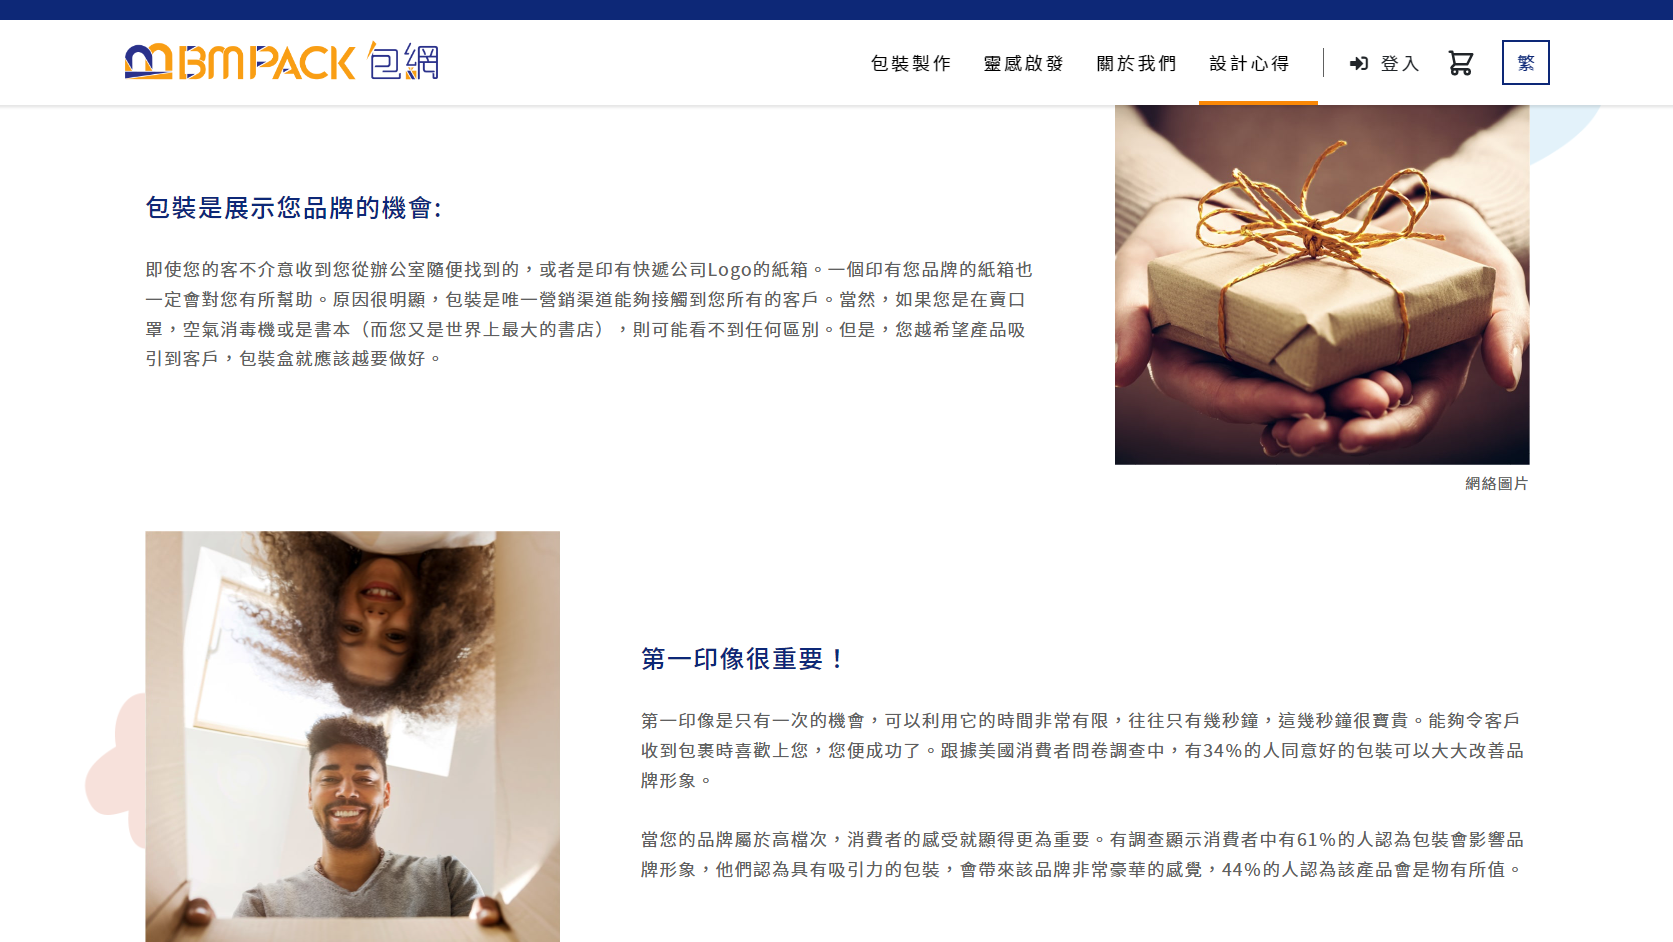 BMPACK 包網
包裝製作 靈感啟發 關於我們 設計心得 登入 繁
包裝是展示您品牌的機會:
即使您的客不介意收到您從辦公室隨便找到的，或者是印有快遞公司Logo的紙箱。一個印有您品牌的紙箱也
一定會對您有所幫助。原因很明顯，包裝是唯一營銷渠道能夠接觸到您所有的客戶。當然，如果您是在賣口
罩，空氣消毒機或是書本（而您又是世界上最大的書店），則可能看不到任何區別。但是，您越希望產品吸
引到客戶，包裝盒就應該越要做好。
網絡圖片
第一印像很重要！
第一印像是只有一次的機會，可以利用它的時間非常有限，往往只有幾秒鐘，這幾秒鐘很寶貴。能夠令客戶
收到包裹時喜歡上您，您便成功了。跟據美國消費者問卷調查中，有34%的人同意好的包裝可以大大改善品
牌形象。
當您的品牌屬於高檔次，消費者的感受就顯得更為重要。有調查顯示消費者中有61%的人認為包裝會影響品
牌形象，他們認為具有吸引力的包裝，會帶來該品牌非常豪華的感覺，44%的人認為該產品會是物有所值。